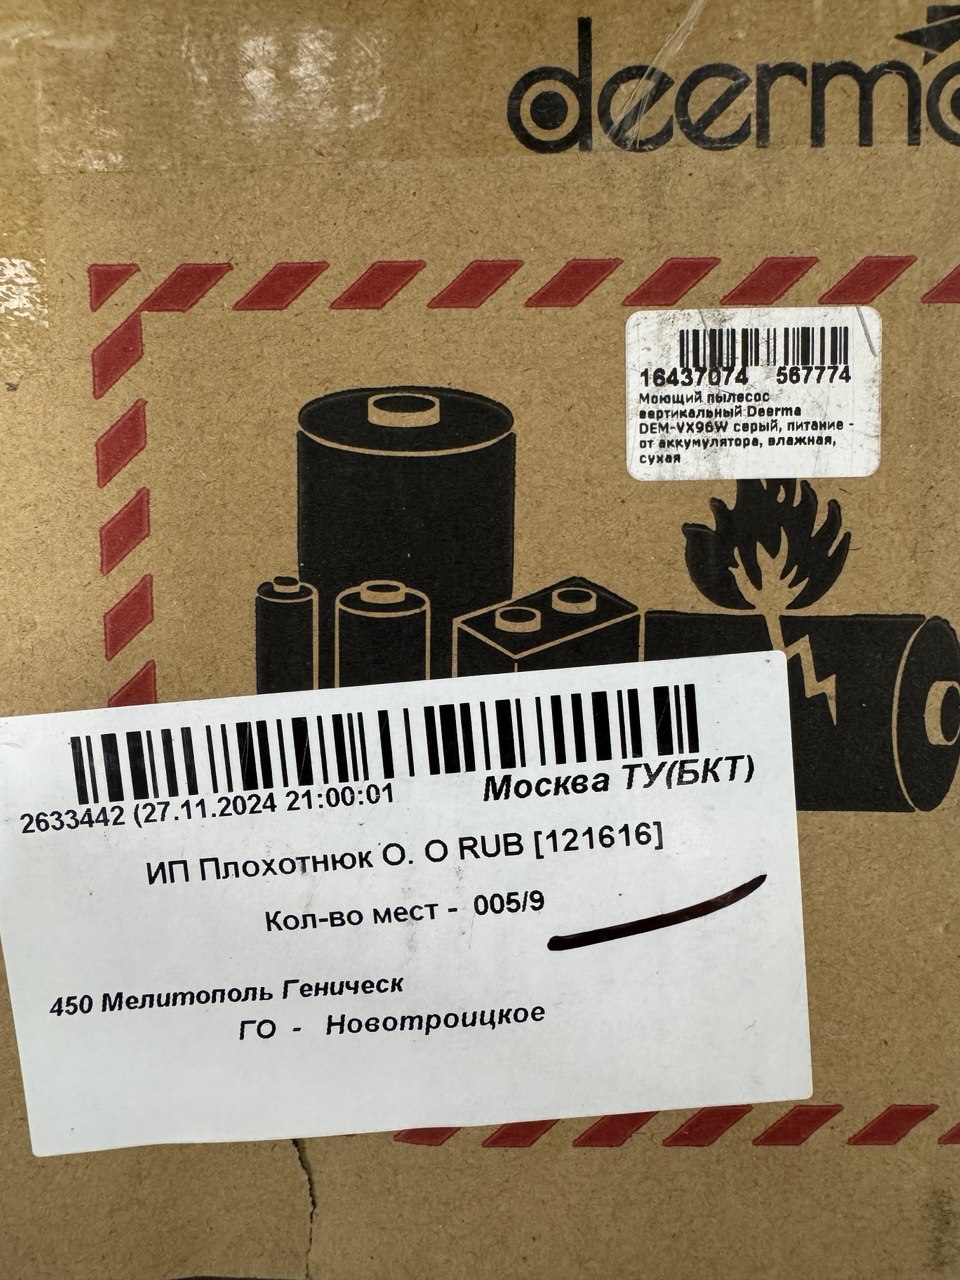 deerma
16437074 567774
Моющий пылесос
вертикальный Deerma
DEM-VX96W серый, питание -
от аккумулятора, влажная,
сухая
2633442 (27.11.2024 21:00:01 Москва ТУ(БКТ)
ИП Плохотнюк О. О RUB [121616]
Кол-во мест - 005/9
450 Мелитополь Геническ
ГО - Новотроицкое